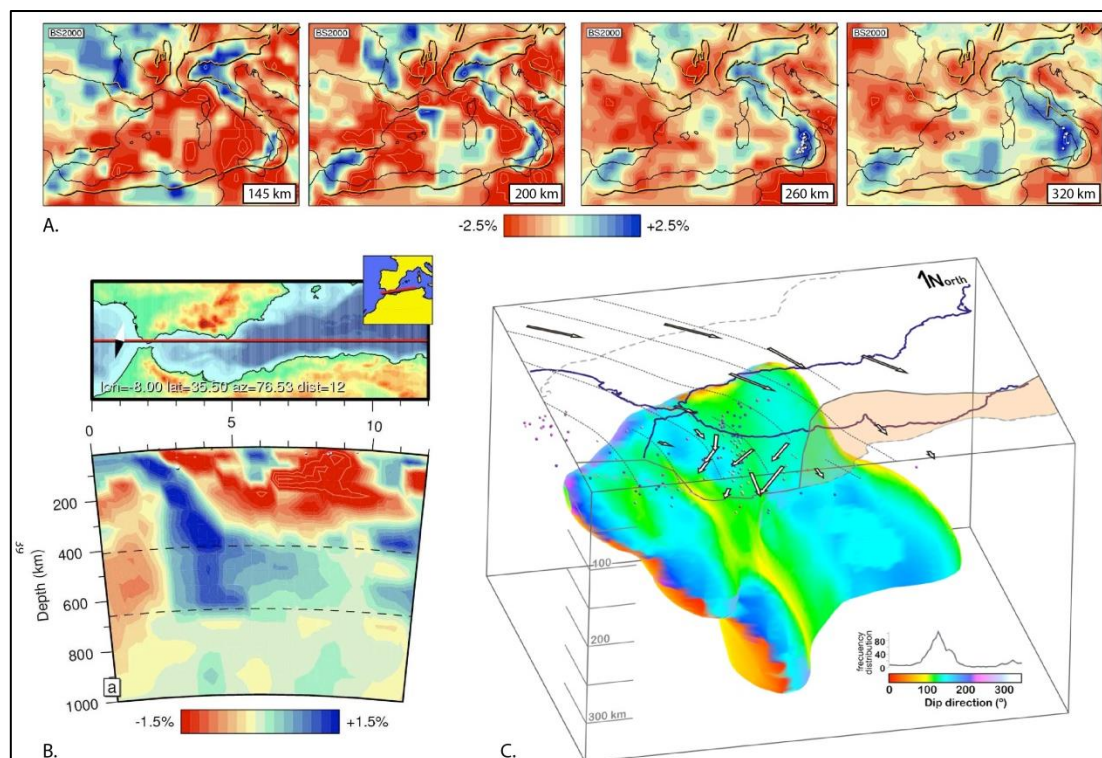 BS2000
BS2000
BS2000
BS2000
145 km
200 km
260 km
320 km
A.
-2.5%
+2.5%
lon=-8.00 lat=35.50 az=76.53 dist=12
0
5
10
200
400
600
800
1000
Depth (km)
a
-1.5%
+1.5%
B.
1North
100
200
300 km
frecuency
distribution
80
40
0
0
100
200
300
Dip direction (º)
C.